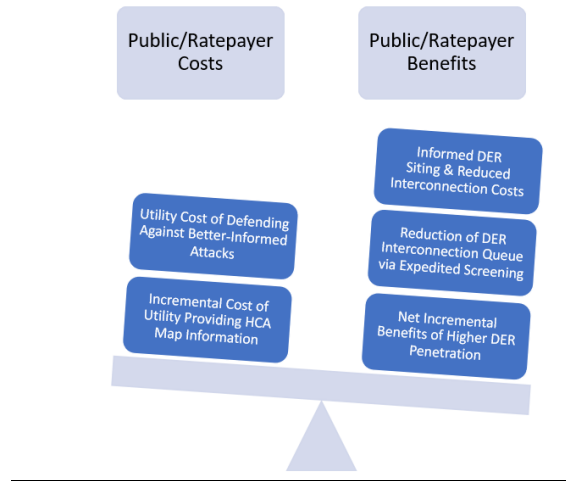 Public/Ratepayer
Costs
Public/Ratepayer
Benefits
Informed DER
Siting & Reduced
Interconnection Costs
Utility Cost of Defending
Against Better-Informed
Attacks
Reduction of DER
Interconnection Queue
via Expedited Screening
Incremental Cost of
Utility Providing HCA
Map Information
Net Incremental
Benefits of Higher DER
Penetration